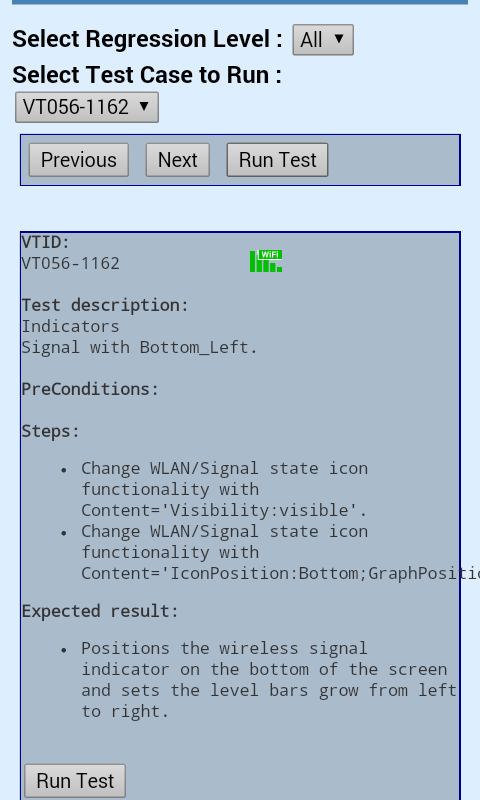 Select Regression Level : All
Select Test Case to Run :
VT056-1162
Previous Next Run Test
VTID:
VT056-1162
WiFi
Test description:
Indicators
Signal with Bottom_Left.
PreConditions:
Steps:
• Change WLAN/Signal state icon
functionality with
Content='Visibility:visible'.
• Change WLAN/Signal state icon
functionality with
Content='IconPosition:Bottom;GraphPositio
Expected result:
• Positions the wireless signal
indicator on the bottom of the screen
and sets the level bars grow from left
to right.
Run Test